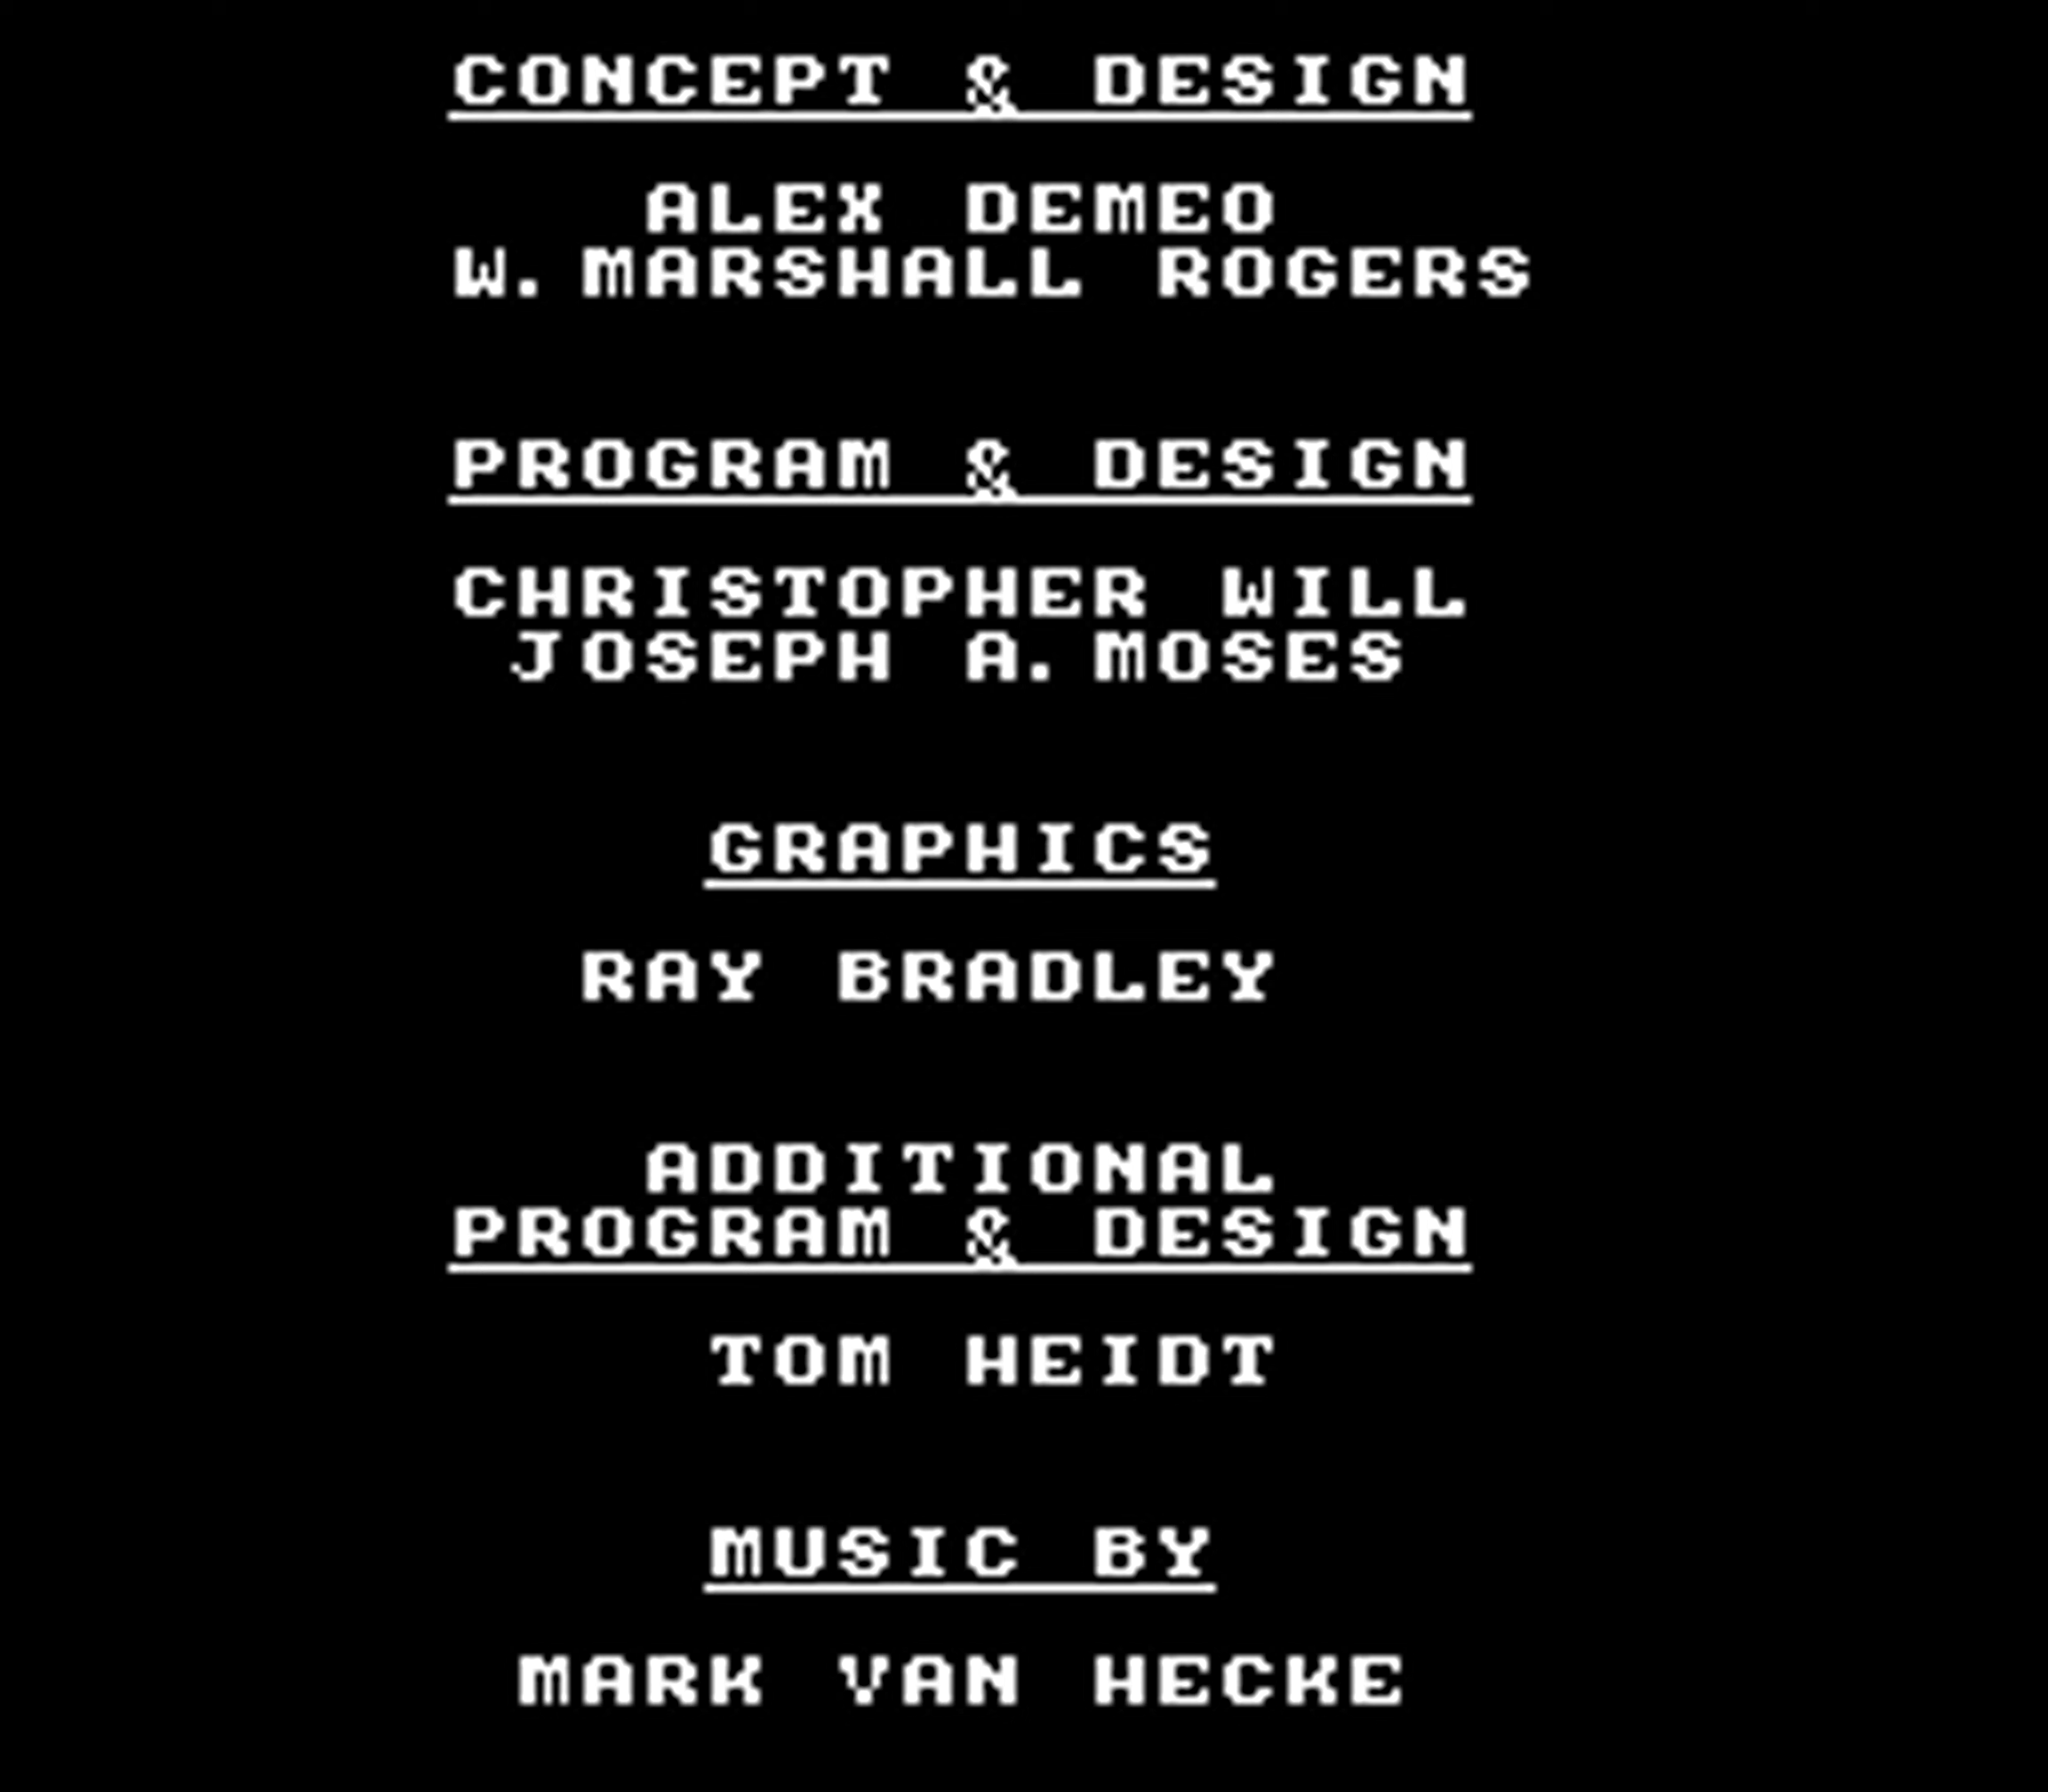 CONCEPT & DESIGN
ALEX DEMEO
W. MARSHALL ROGERS
PROGRAM & DESIGN
CHRISTOPHER WILL
JOSEPH A. MOSES
GRAPHICS
RAY BRADLEY
ADDITIONAL
PROGRAM & DESIGN
TOM HEIDT
MUSIC BY
MARK VAN HECKE